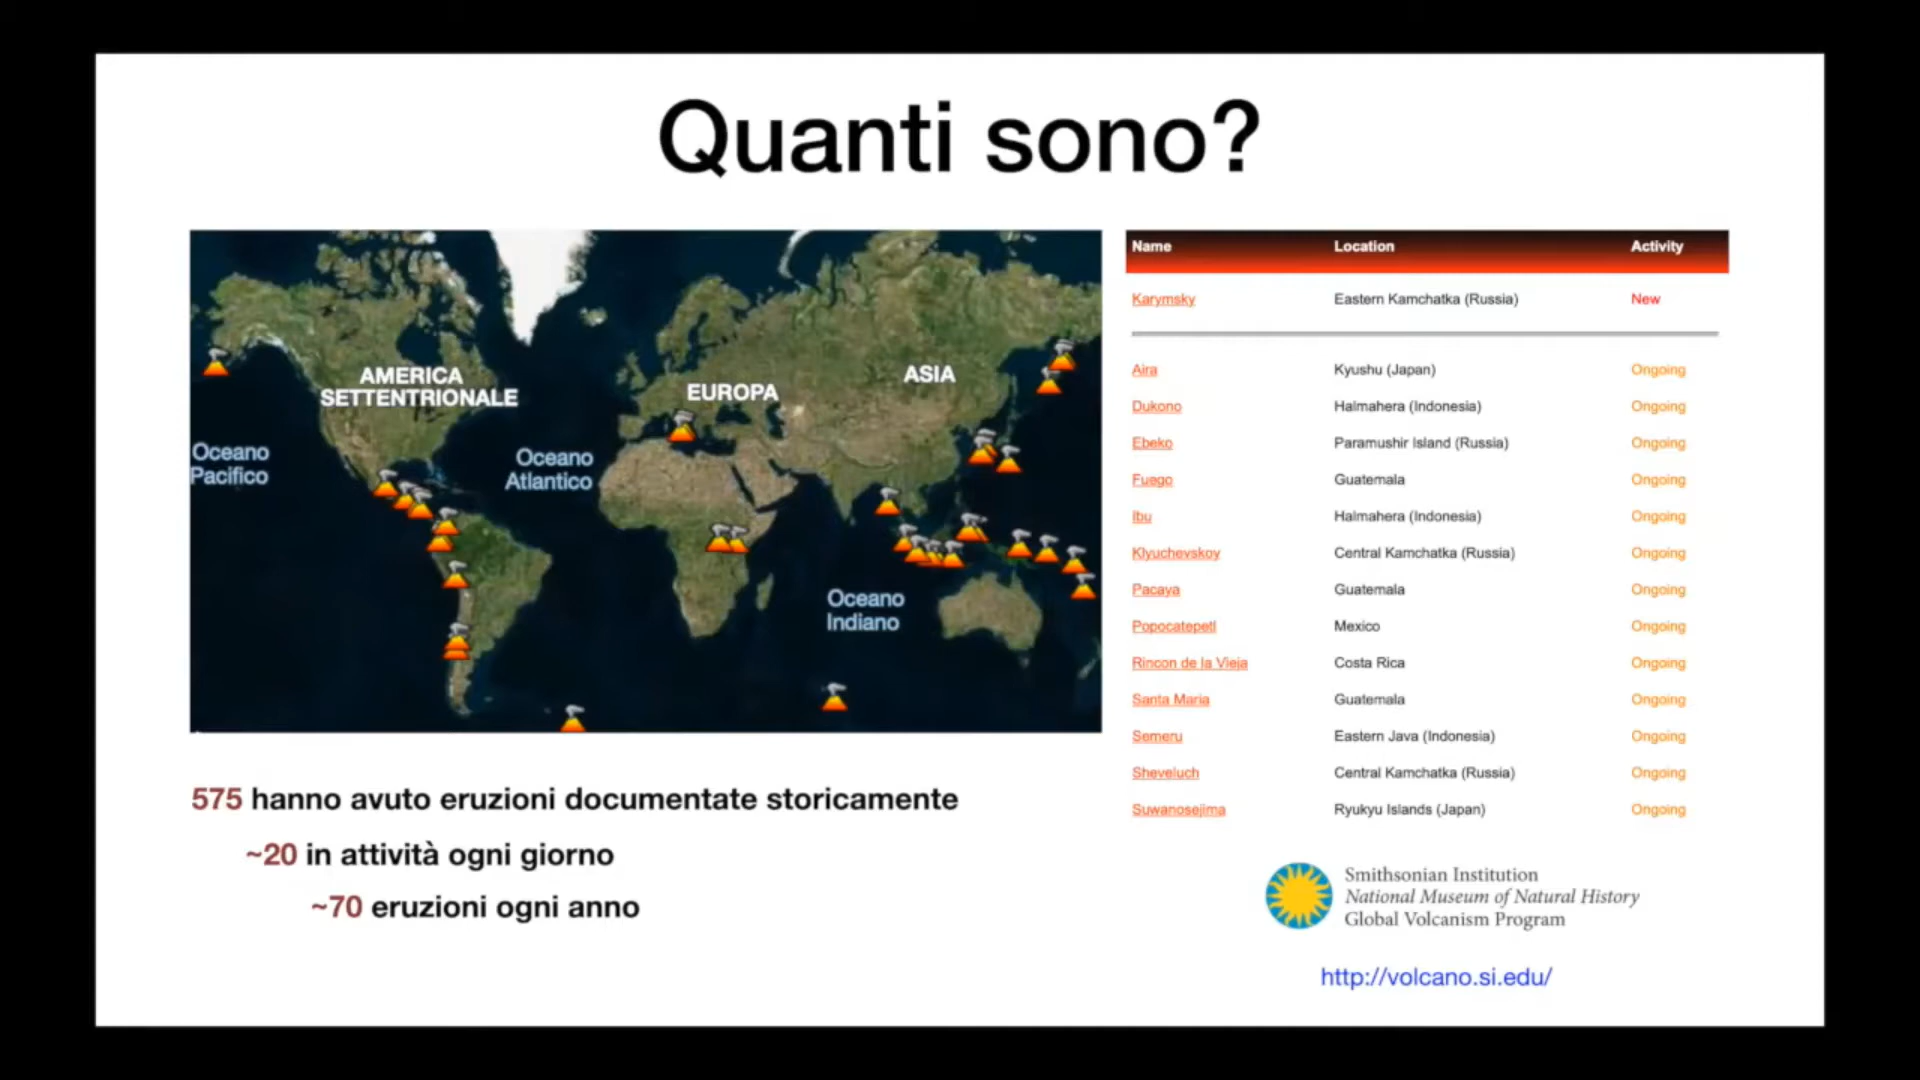 Quanti sono?
AMERICA
SETTENTRIONALE
EUROPA
ASIA
Oceano
Pacifico
Oceano
Atlantico
Oceano
Indiano
Name Location Activity
Karymsky Eastern Kamchatka (Russia) New
Aira Kyushu (Japan) Ongoing
Dukono Halmahera (Indonesia) Ongoing
Ebeko Paramushir Island (Russia) Ongoing
Fuego Guatemala Ongoing
Ibu Halmahera (Indonesia) Ongoing
Klyuchevskoy Central Kamchatka (Russia) Ongoing
Pacaya Guatemala Ongoing
Popocatepetl Mexico Ongoing
Rincon de la Vieja Costa Rica Ongoing
Santa Maria Guatemala Ongoing
Semeru Eastern Java (Indonesia) Ongoing
Sheveluch Central Kamchatka (Russia) Ongoing
Suwanosejima Ryukyu Islands (Japan) Ongoing
575 hanno avuto eruzioni documentate storicamente
~20 in attività ogni giorno
~70 eruzioni ogni anno
Smithsonian Institution
National Museum of Natural History
Global Volcanism Program
http://volcano.si.edu/